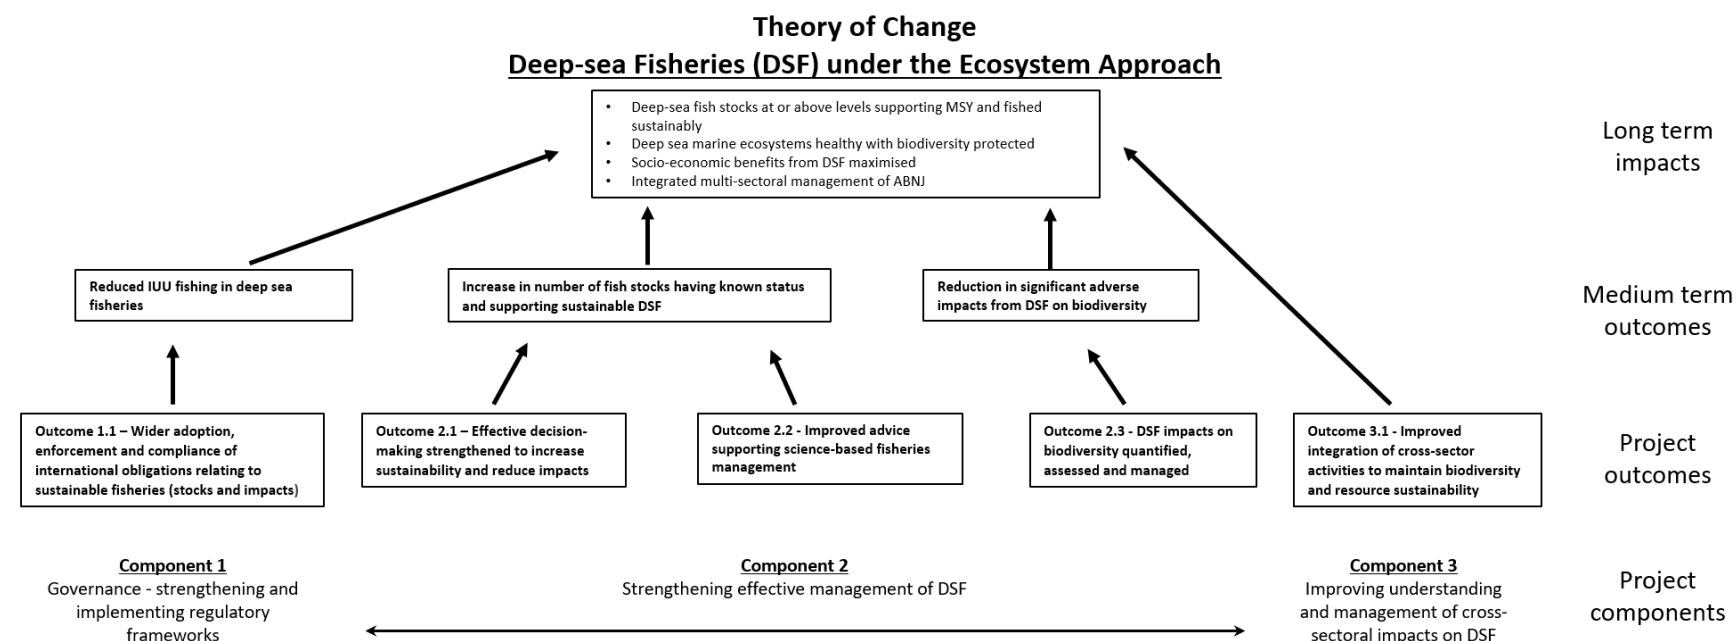 Theory of Change
Deep-sea Fisheries (DSF) under the Ecosystem Approach
• Deep-sea fish stocks at or above levels supporting MSY and fished
sustainably
• Deep sea marine ecosystems healthy with biodiversity protected
• Socio-economic benefits from DSF maximised
• Integrated multi-sectoral management of ABNJ
Long term
impacts
Reduced IUU fishing in deep sea
fisheries
Increase in number of fish stocks having known status
and supporting sustainable DSF
Reduction in significant adverse
impacts from DSF on biodiversity
Medium term
outcomes
Outcome 1.1 – Wider adoption,
enforcement and compliance of
international obligations relating to
sustainable fisheries (stocks and impacts)
Outcome 2.1 – Effective decision-
making strengthened to increase
sustainability and reduce impacts
Outcome 2.2 - Improved advice
supporting science-based fisheries
management
Outcome 2.3 - DSF impacts on
biodiversity quantified,
assessed and managed
Outcome 3.1 - Improved
integration of cross-sector
activities to maintain biodiversity
and resource sustainability
Project
outcomes
Component 1
Governance - strengthening and
implementing regulatory
frameworks
Component 2
Strengthening effective management of DSF
Component 3
Improving understanding
and management of cross-
sectoral impacts on DSF
Project
components